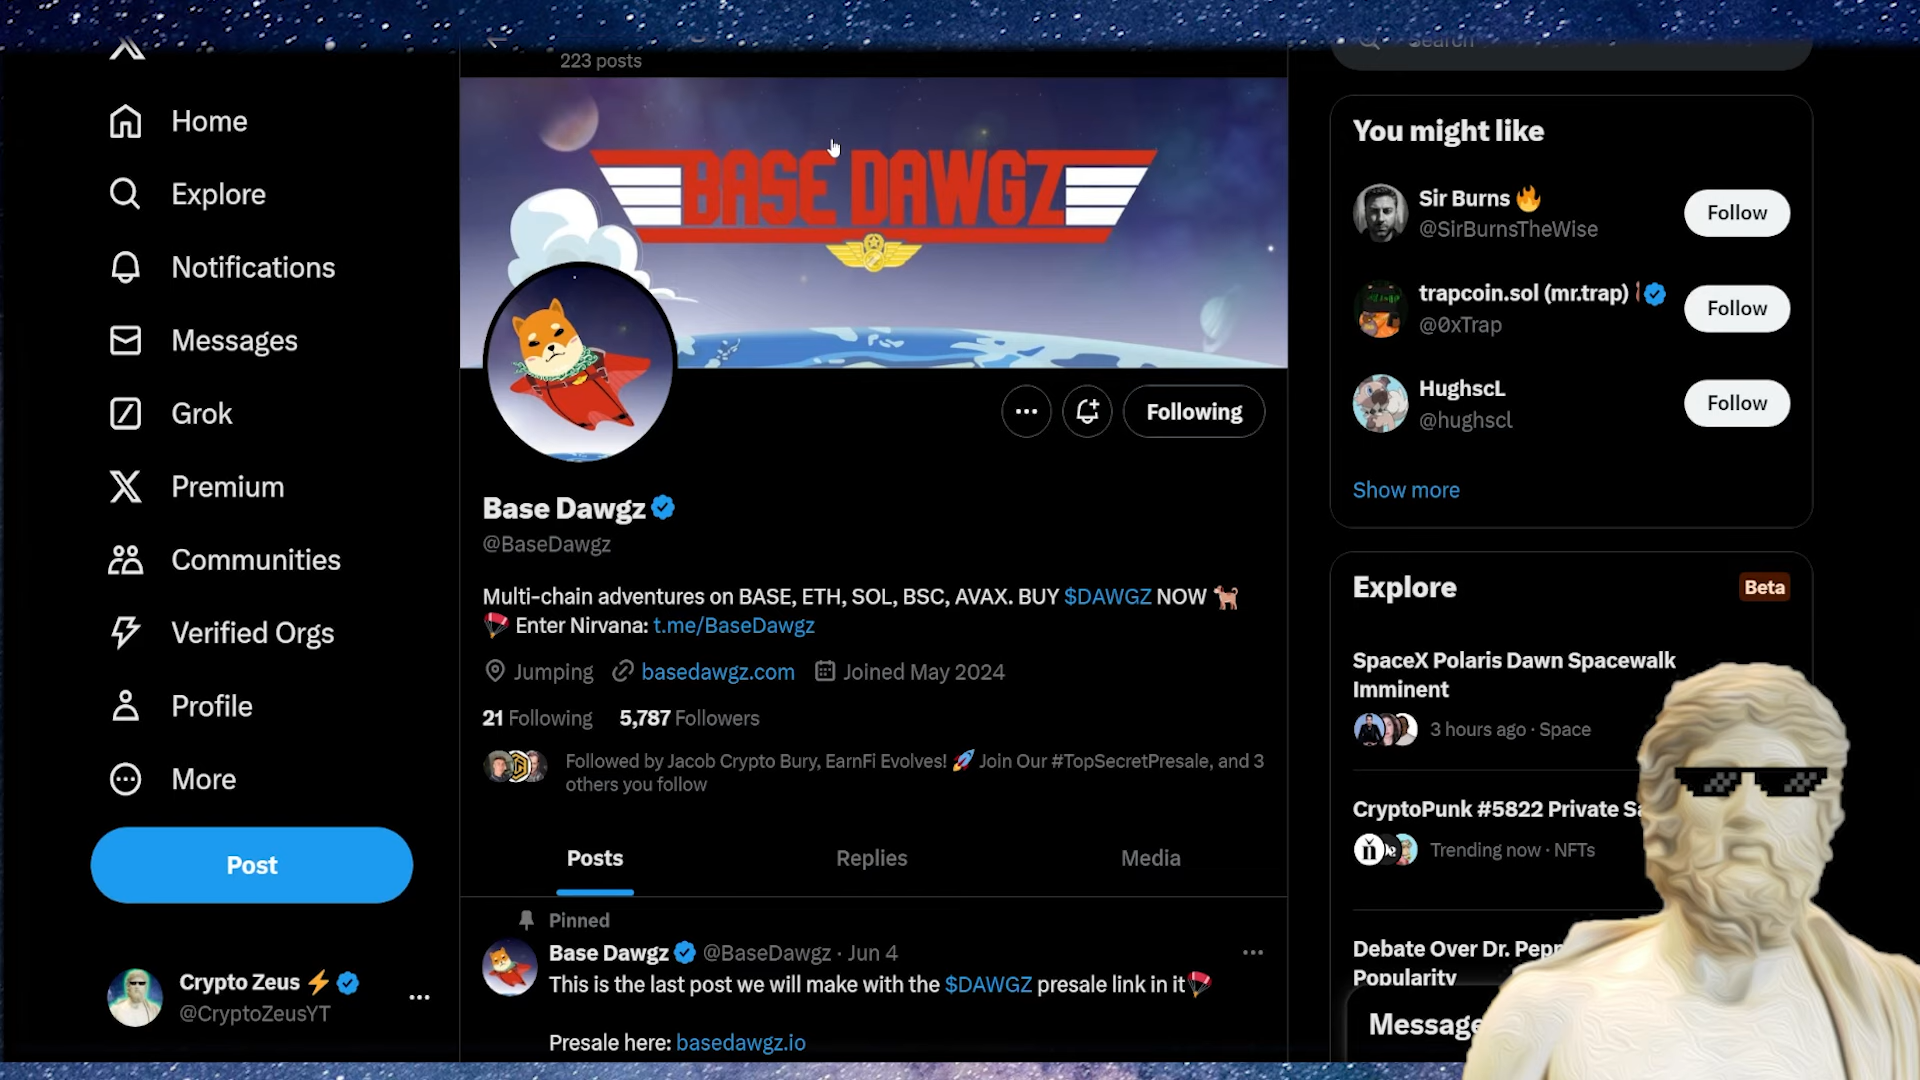 223 posts
Search
Home
Explore
Notifications
Messages
Grok
Premium
Communities
Verified Orgs
Profile
More
Post
Crypto Zeus⚡
@CryptoZeusYT
BASE DAWGZ
Following
Base Dawgz
@BaseDawgz
Multi-chain adventures on BASE, ETH, SOL, BSC, AVAX. BUY $DAWGZ NOW 🐕
🪂 Enter Nirvana: t.me/BaseDawgz
Jumping basedawgz.com Joined May 2024
21 Following 5,787 Followers
Followed by Jacob Crypto Bury, EarnFi Evolves! 🚀 Join Our #TopSecretPresale, and 3
others you follow
Posts Replies Media
Pinned
Base Dawgz @BaseDawgz · Jun 4
This is the last post we will make with the $DAWGZ presale link in it🪂
Presale here: basedawgz.io
You might like
Sir Burns 🔥
@SirBurnsTheWise
Follow
trapcoin.sol (mr.trap)
@0xTrap
Follow
HughscL
@hughscl
Follow
Show more
Explore
Beta
SpaceX Polaris Dawn Spacewalk
Imminent
3 hours ago · Space
CryptoPunk #5822 Private
Trending now · NFTs
Debate Over Dr.
Popularity